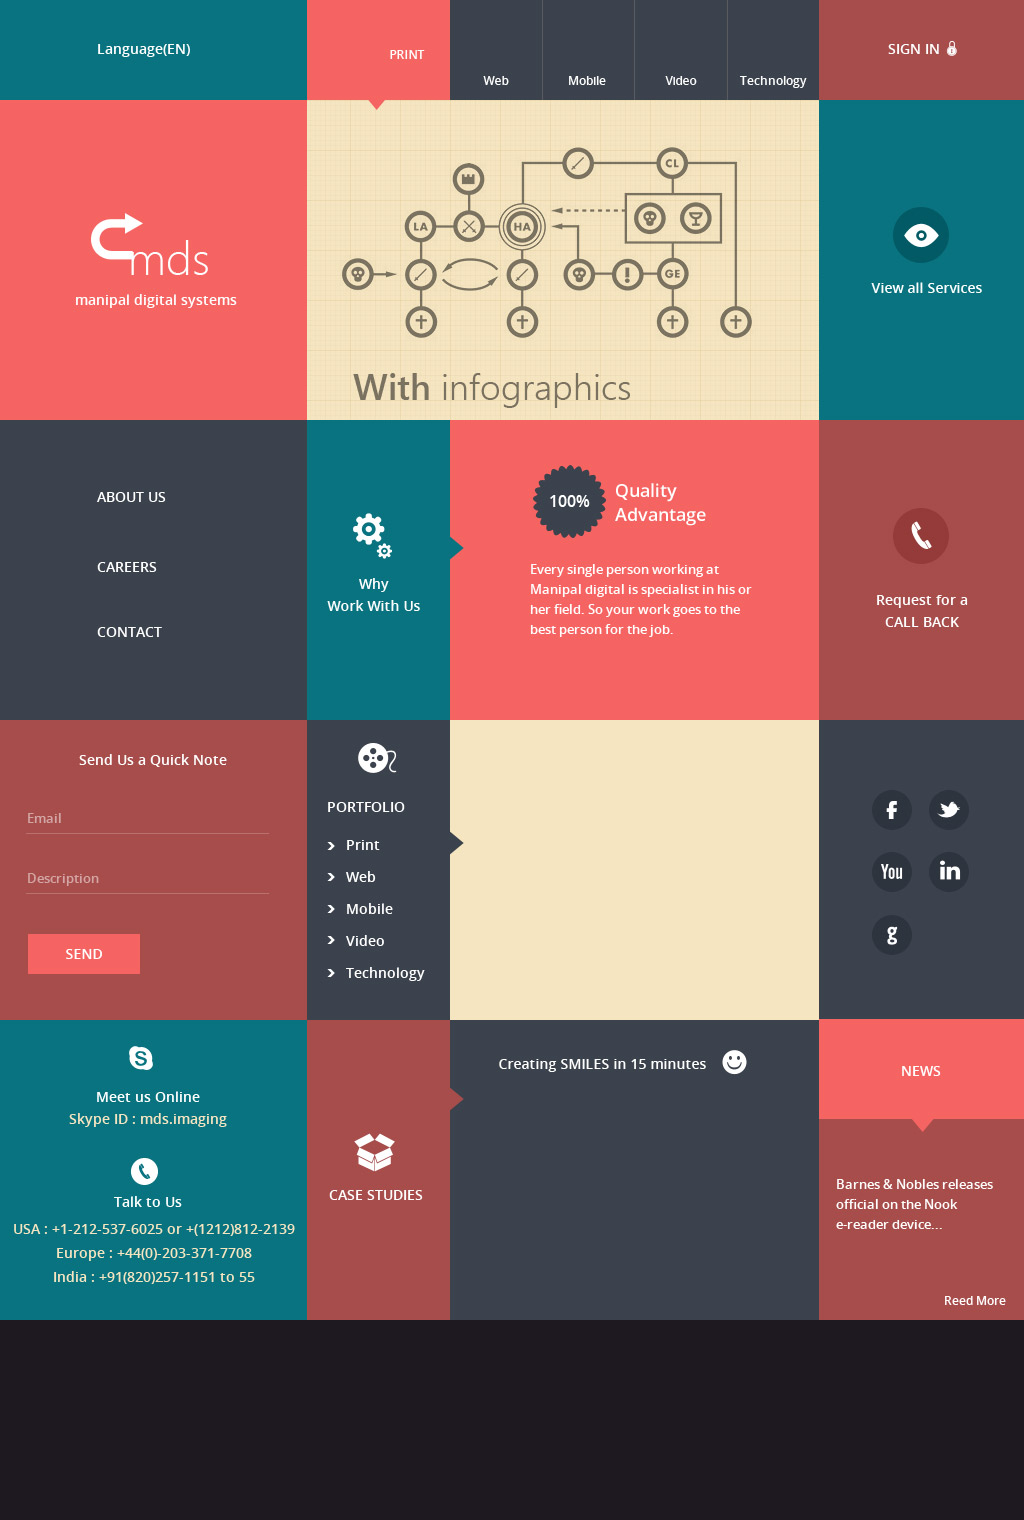 Language(EN)
PRINT
Web
Mobile
Video
Technology
SIGN IN
mds
manipal digital systems
CL
LA
HA
GE
With infographics
View all Services
ABOUT US
CAREERS
CONTACT
Why
Work With Us
100%
Quality
Advantage
Every single person working at
Manipal digital is specialist in his or
her field. So your work goes to the
best person for the job.
Request for a
CALL BACK
Send Us a Quick Note
Email
Description
SEND
PORTFOLIO
Print
Web
Mobile
Video
Technology
f
You
in
g
Meet us Online
Skype ID : mds.imaging
Talk to Us
USA : +1-212-537-6025 or +(1212)812-2139
Europe : +44(0)-203-371-7708
India : +91(820)257-1151 to 55
CASE STUDIES
Creating SMILES in 15 minutes
NEWS
Barnes & Nobles releases
official on the Nook
e-reader device...
Reed More